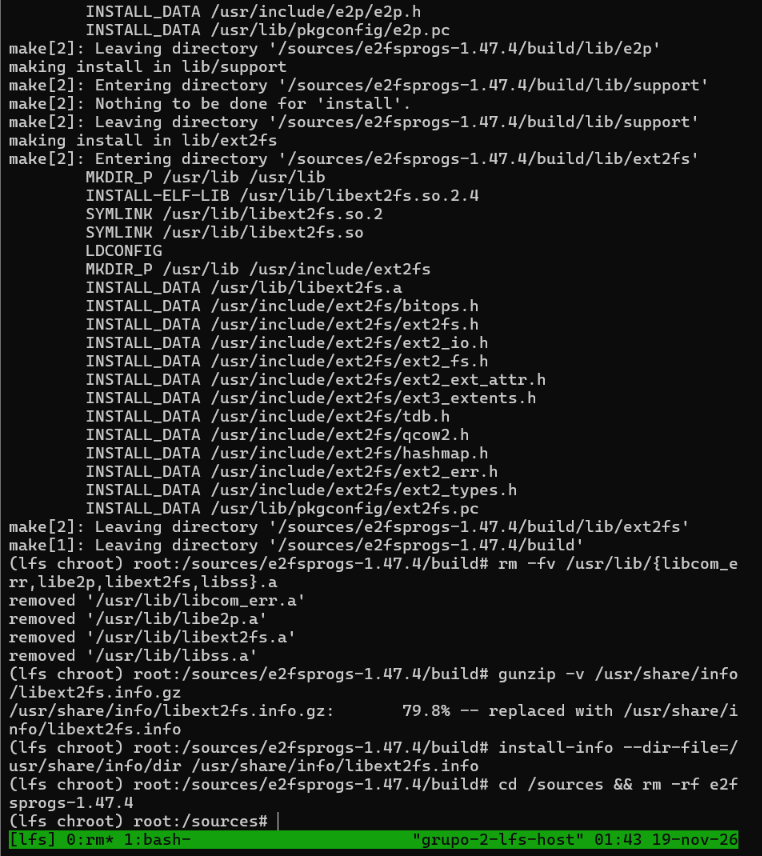 INSTALL_DATA /usr/include/e2p/e2p.h
        INSTALL_DATA /usr/lib/pkgconfig/e2p.pc
make[2]: Leaving directory '/sources/e2fsprogs-1.47.4/build/lib/e2p'
making install in lib/support
make[2]: Entering directory '/sources/e2fsprogs-1.47.4/build/lib/support'
make[2]: Nothing to be done for 'install'.
make[2]: Leaving directory '/sources/e2fsprogs-1.47.4/build/lib/support'
making install in lib/ext2fs
make[2]: Entering directory '/sources/e2fsprogs-1.47.4/build/lib/ext2fs'
        MKDIR_P /usr/lib /usr/lib
        INSTALL-ELF-LIB /usr/lib/libext2fs.so.2.4
        SYMLINK /usr/lib/libext2fs.so.2
        SYMLINK /usr/lib/libext2fs.so
        LDCONFIG
        MKDIR_P /usr/lib /usr/include/ext2fs
        INSTALL_DATA /usr/lib/libext2fs.a
        INSTALL_DATA /usr/include/ext2fs/bitops.h
        INSTALL_DATA /usr/include/ext2fs/ext2fs.h
        INSTALL_DATA /usr/include/ext2fs/ext2_io.h
        INSTALL_DATA /usr/include/ext2fs/ext2_fs.h
        INSTALL_DATA /usr/include/ext2fs/ext2_ext_attr.h
        INSTALL_DATA /usr/include/ext2fs/ext3_extents.h
        INSTALL_DATA /usr/include/ext2fs/tdb.h
        INSTALL_DATA /usr/include/ext2fs/qcow2.h
        INSTALL_DATA /usr/include/ext2fs/hashmap.h
        INSTALL_DATA /usr/include/ext2fs/ext2_err.h
        INSTALL_DATA /usr/include/ext2fs/ext2_types.h
        INSTALL_DATA /usr/lib/pkgconfig/ext2fs.pc
make[2]: Leaving directory '/sources/e2fsprogs-1.47.4/build/lib/ext2fs'
make[1]: Leaving directory '/sources/e2fsprogs-1.47.4/build'
(lfs chroot) root:/sources/e2fsprogs-1.47.4/build# rm -fv /usr/lib/{libcom_e
rr,libe2p,libext2fs,libss}.a
removed '/usr/lib/libcom_err.a'
removed '/usr/lib/libe2p.a'
removed '/usr/lib/libext2fs.a'
removed '/usr/lib/libss.a'
(lfs chroot) root:/sources/e2fsprogs-1.47.4/build# gunzip -v /usr/share/info
/libext2fs.info.gz
/usr/share/info/libext2fs.info.gz:       79.8% -- replaced with /usr/share/i
nfo/libext2fs.info
(lfs chroot) root:/sources/e2fsprogs-1.47.4/build# install-info --dir-file=/
usr/share/info/dir /usr/share/info/libext2fs.info
(lfs chroot) root:/sources/e2fsprogs-1.47.4/build# cd /sources && rm -rf e2f
sprogs-1.47.4
(lfs chroot) root:/sources#
[lfs] 0:rm* 1:bash-                       "grupo-2-lfs-host" 01:43 19-nov-26